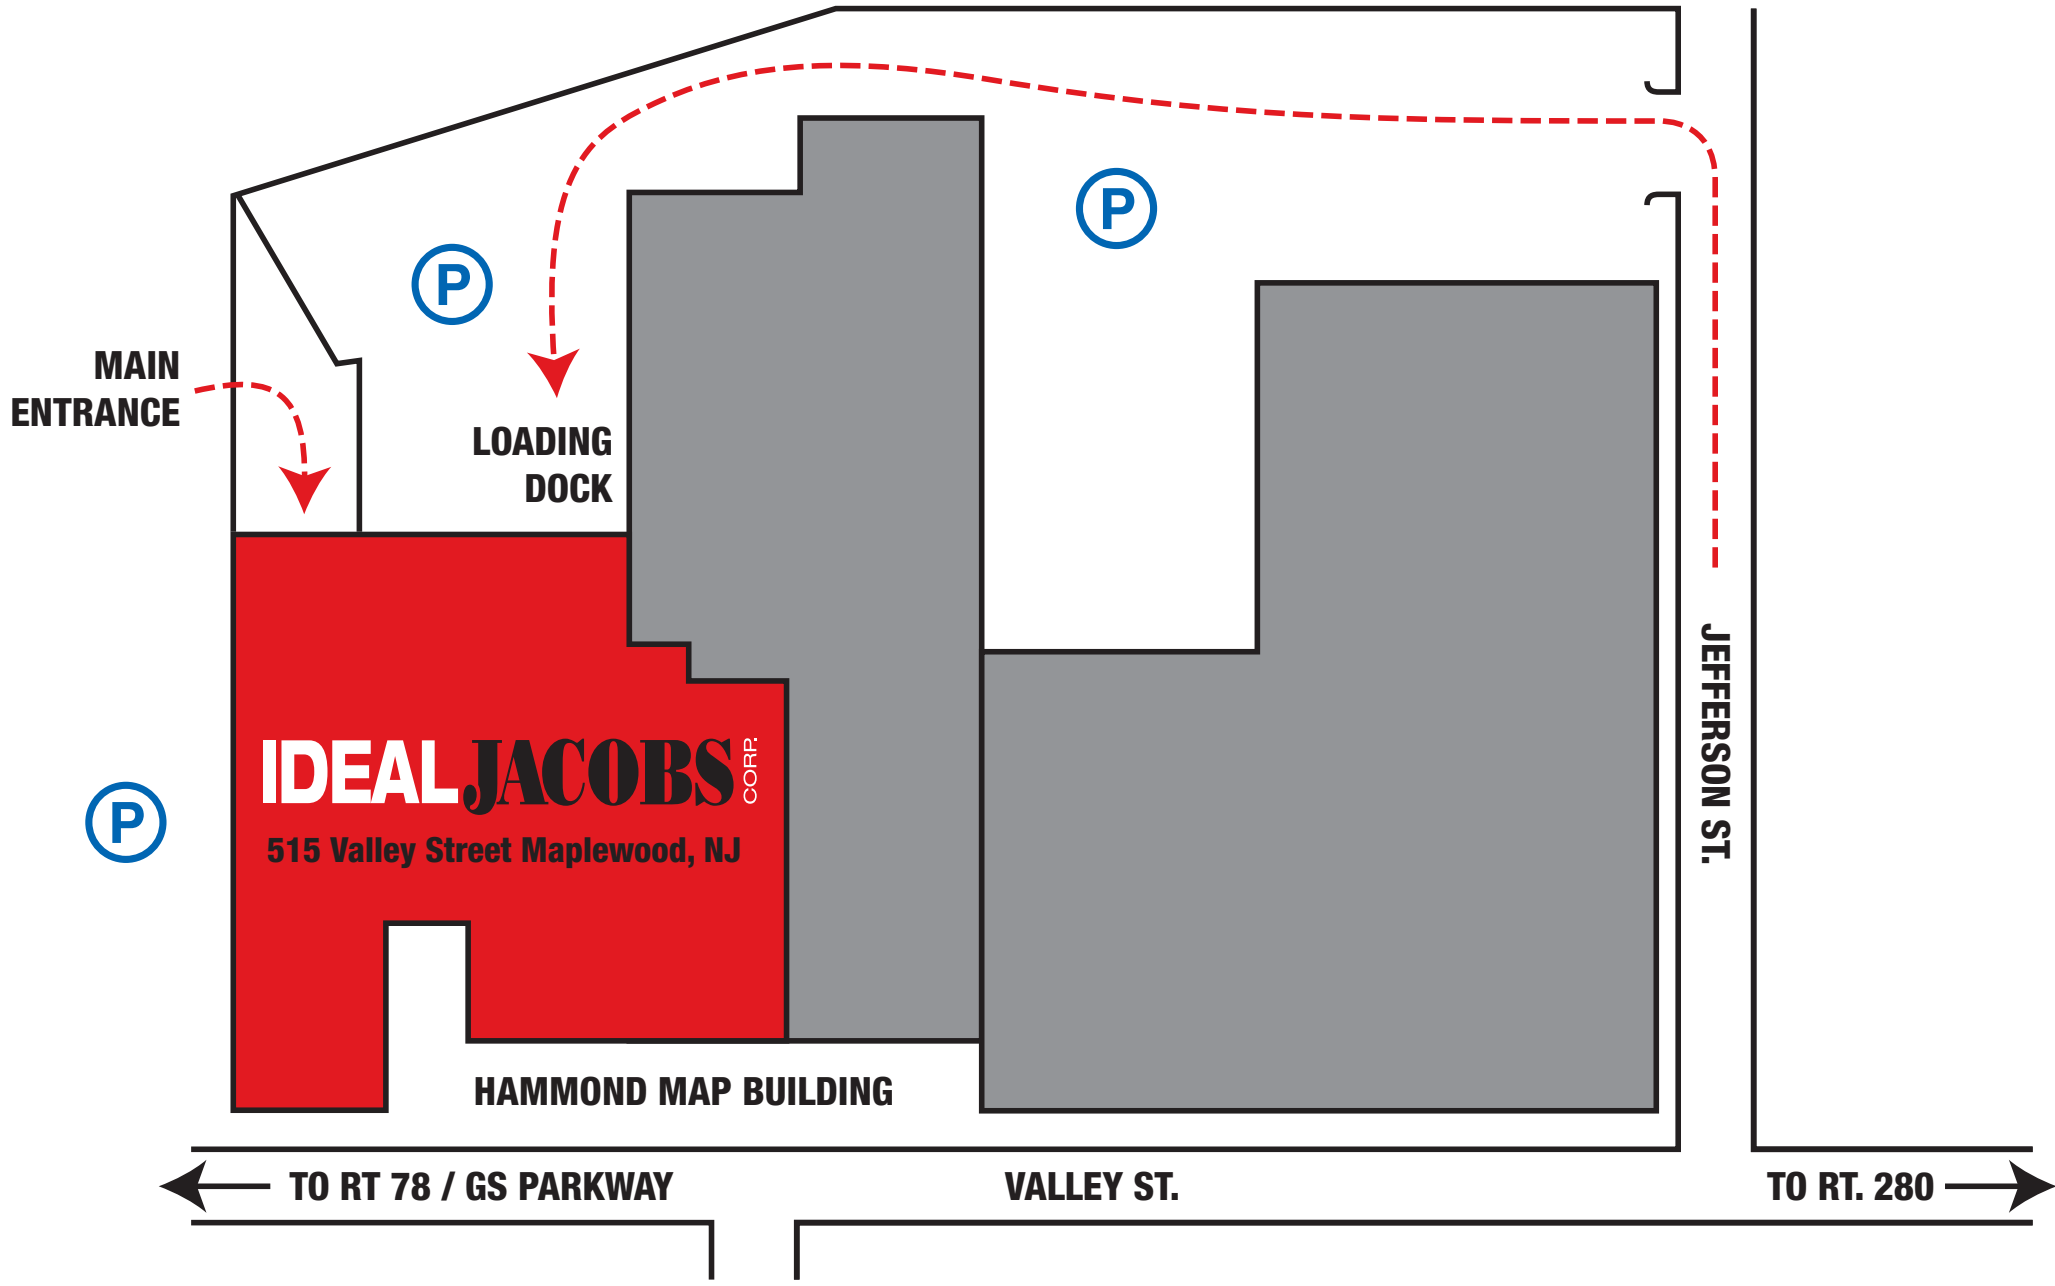 P
P
MAIN
ENTRANCE
LOADING
DOCK
JEFFERSON ST.
IDEAL JACOBS CORP.
515 Valley Street Maplewood, NJ
P
HAMMOND MAP BUILDING
TO RT 78 / GS PARKWAY
VALLEY ST.
TO RT. 280